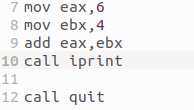 7 mov eax,6
8 mov ebx,4
9 add eax,ebx
10 call iprint
11
12 call quit